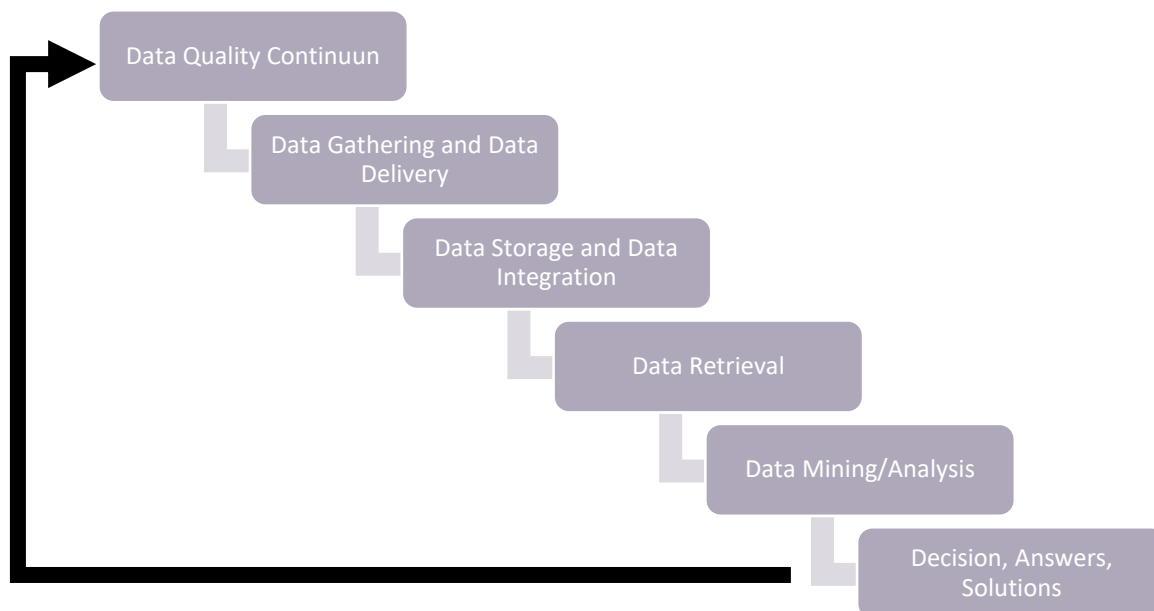 Data Quality Continuun
Data Gathering and Data
Delivery
Data Storage and Data
Integration
Data Retrieval
Data Mining/Analysis
Decision, Answers,
Solutions